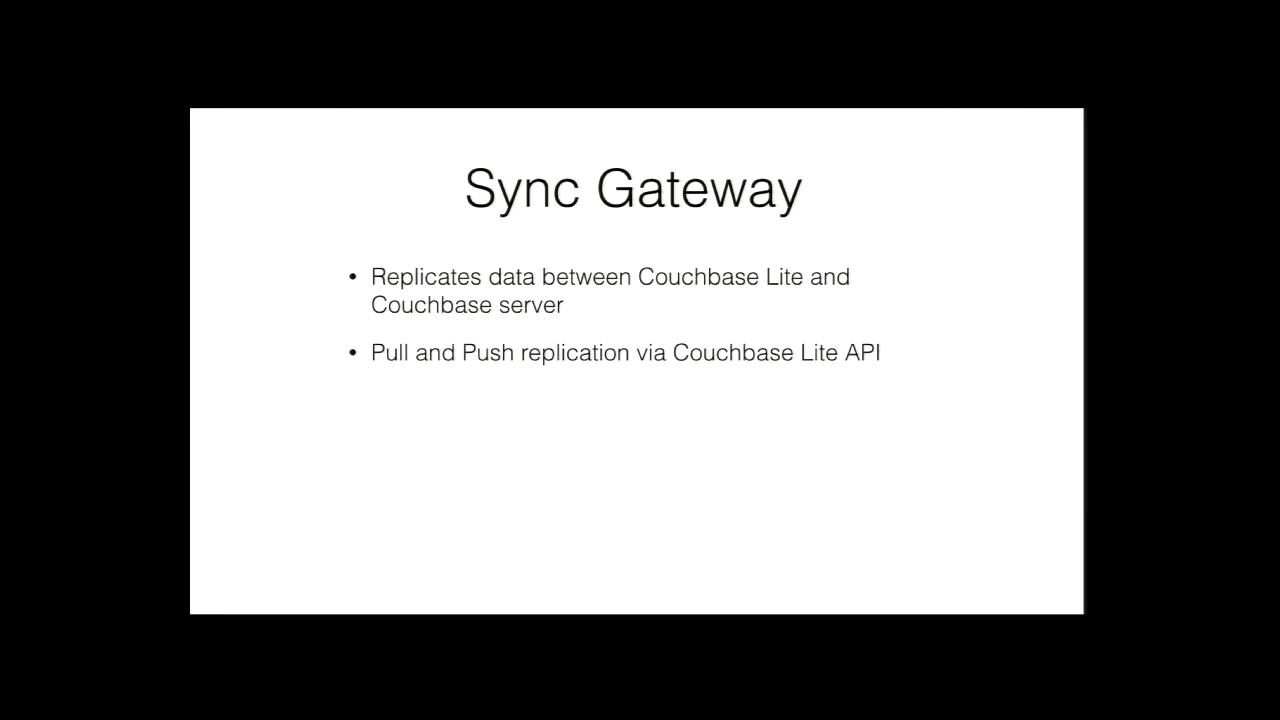 Sync Gateway
• Replicates data between Couchbase Lite and
Couchbase server
• Pull and Push replication via Couchbase Lite API